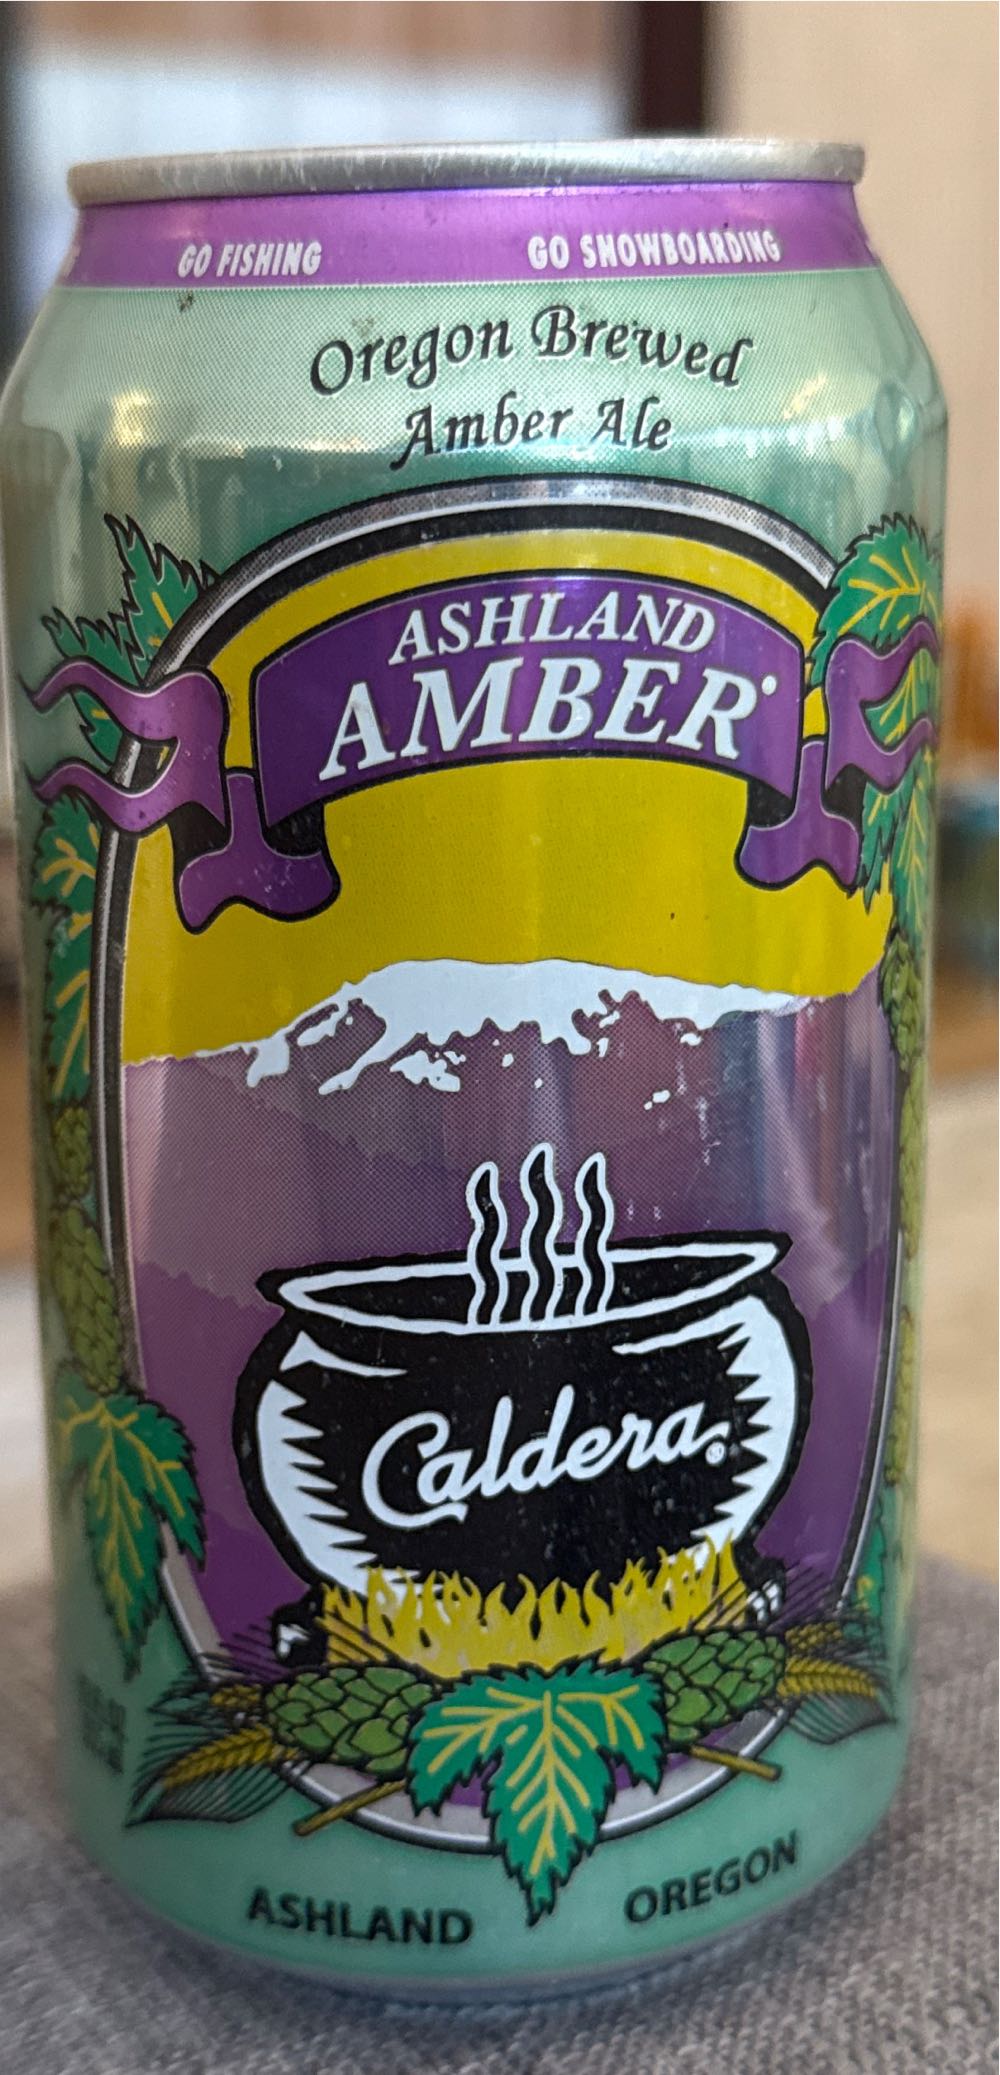 GO FISHING GO SNOWBOARDING
Oregon Brewed
Amber Ale
ASHLAND
AMBER
Caldera®
ASHLAND OREGON